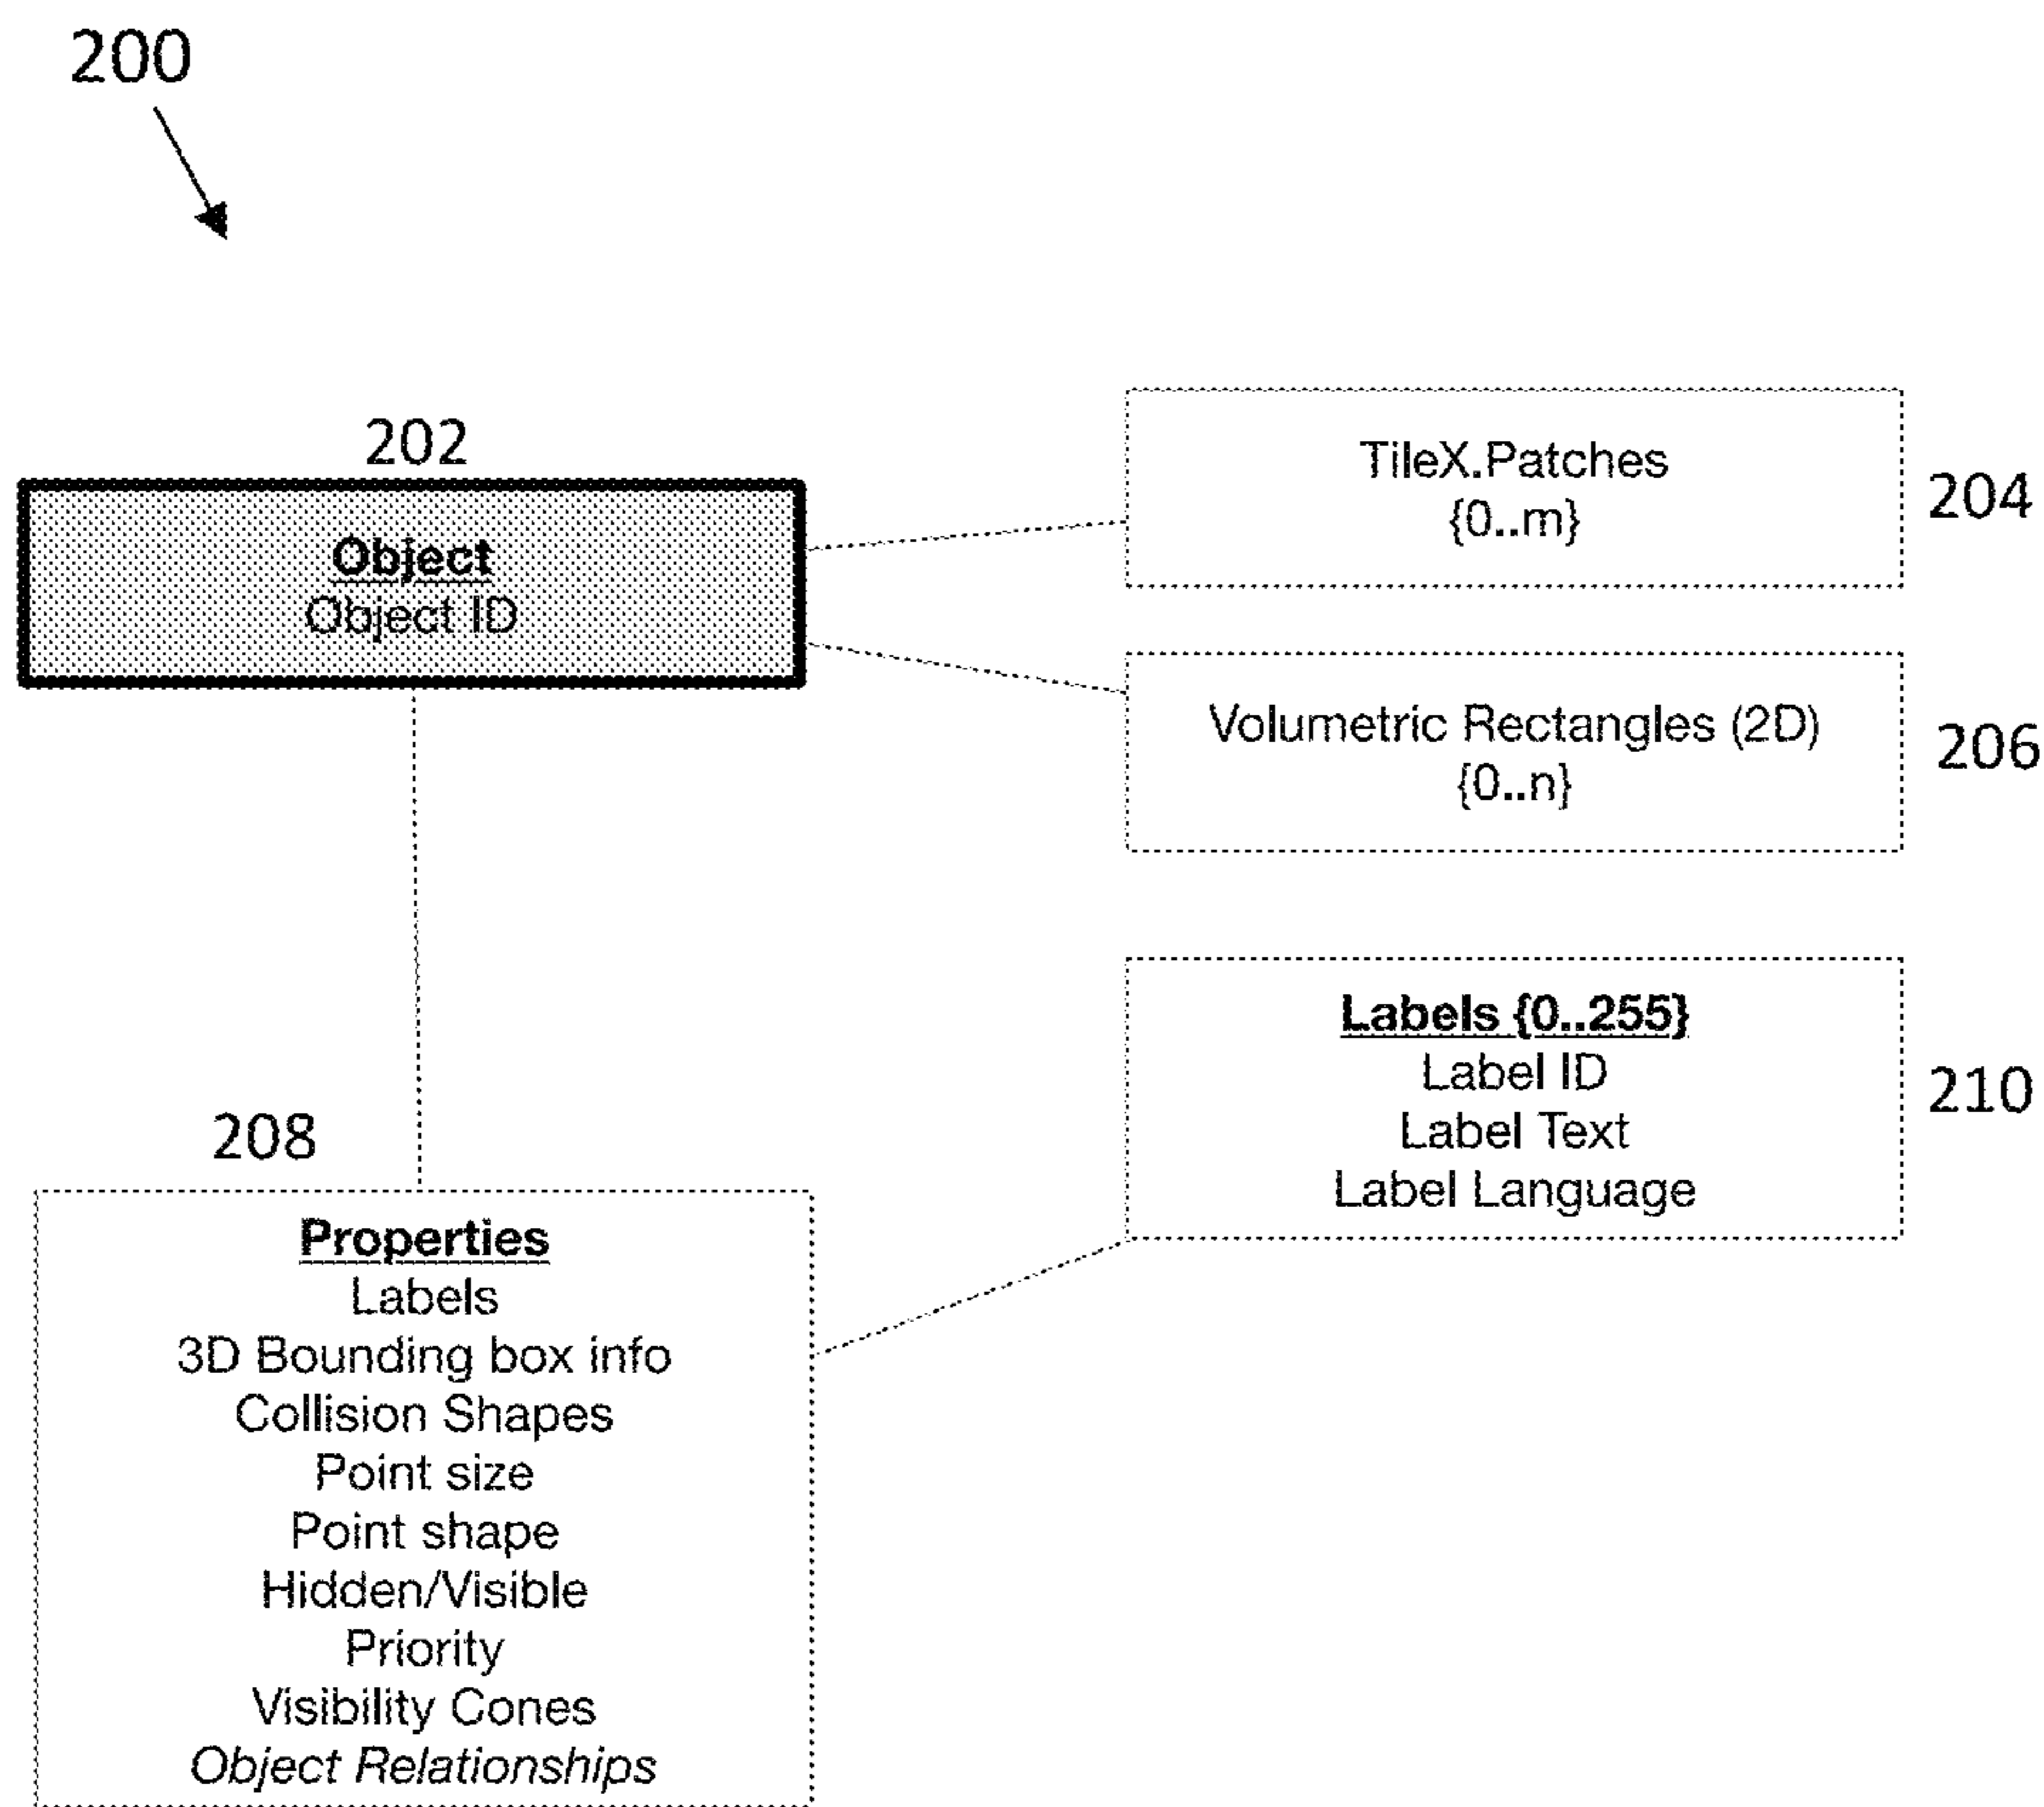 200
202
Object
Object ID
TileX.Patches
{0..m}
204
Volumetric Rectangles (2D)
{0..n}
206
Labels {0..255}
Label ID
Label Text
Label Language
210
208
Properties
Labels
3D Bounding box info
Collision Shapes
Point size
Point shape
Hidden/Visible
Priority
Visibility Cones
Object Relationships